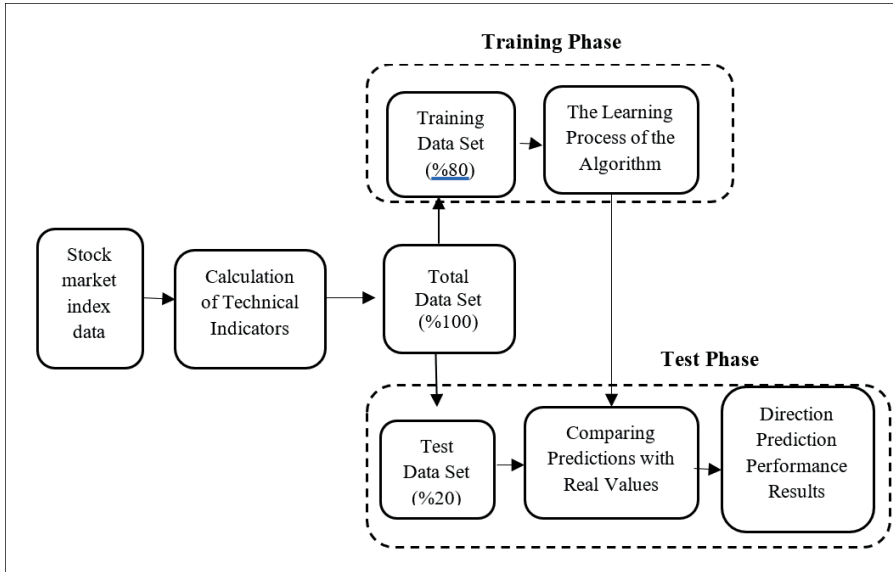 Training Phase
Training
Data Set
(%80)
The Learning
Process of the
Algorithm
Stock
market
index
data
Calculation
of Technical
Indicators
Total
Data Set
(%100)
Test Phase
Test
Data Set
(%20)
Comparing
Predictions with
Real Values
Direction
Prediction
Performance
Results